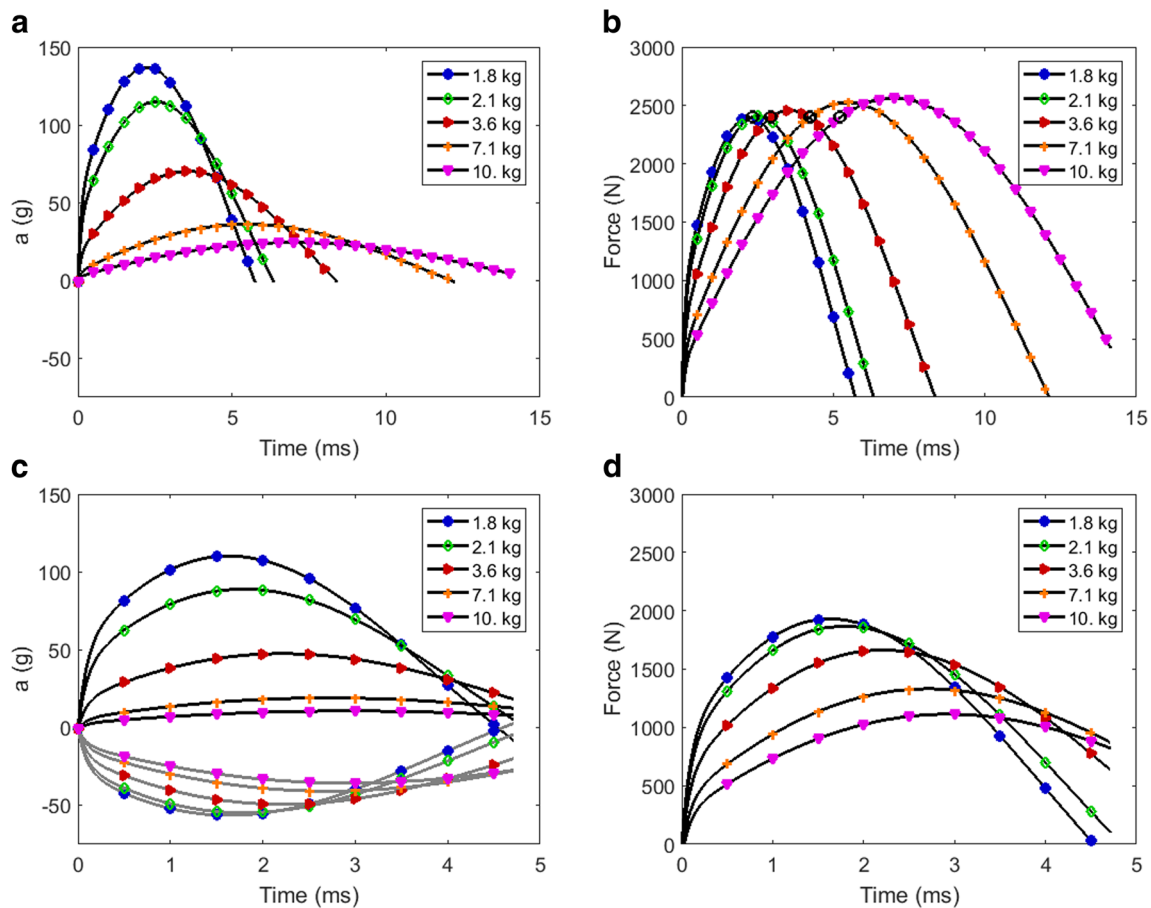 a
150
100
50
0
-50
a (g)
0 5 10 15
Time (ms)
1.8 kg
2.1 kg
3.6 kg
7.1 kg
10. kg
b
3000
2500
2000
1500
1000
500
0
Force (N)
0 5 10 15
Time (ms)
1.8 kg
2.1 kg
3.6 kg
7.1 kg
10. kg
c
150
100
50
0
-50
a (g)
0 1 2 3 4 5
Time (ms)
1.8 kg
2.1 kg
3.6 kg
7.1 kg
10. kg
d
3000
2500
2000
1500
1000
500
0
Force (N)
0 1 2 3 4 5
Time (ms)
1.8 kg
2.1 kg
3.6 kg
7.1 kg
10. kg